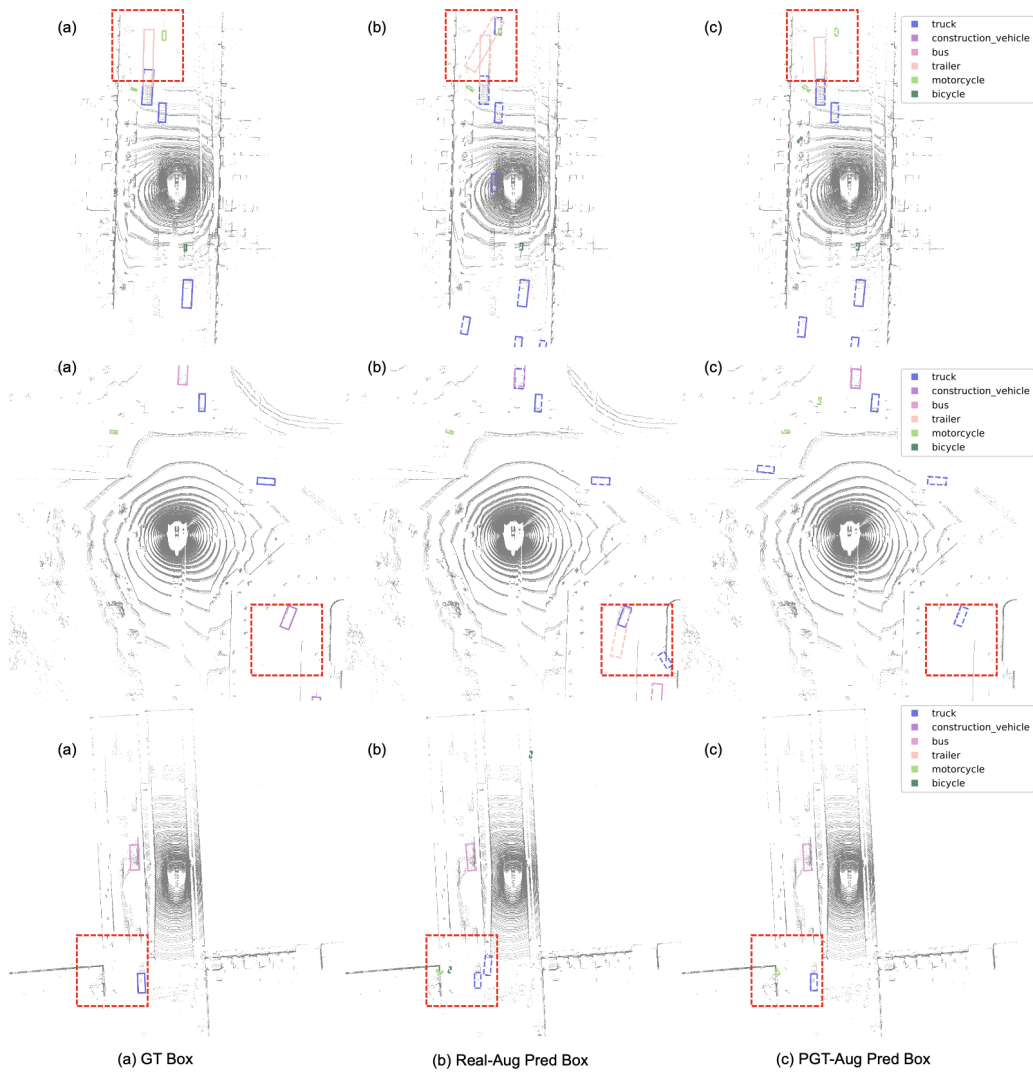 (a)
(b)
(c)
truck
construction_vehicle
bus
trailer
motorcycle
bicycle
(a)
(b)
(c)
truck
construction_vehicle
bus
trailer
motorcycle
bicycle
(a)
(b)
(c)
truck
construction_vehicle
bus
trailer
motorcycle
bicycle
(a) GT Box
(b) Real-Aug Pred Box
(c) PGT-Aug Pred Box